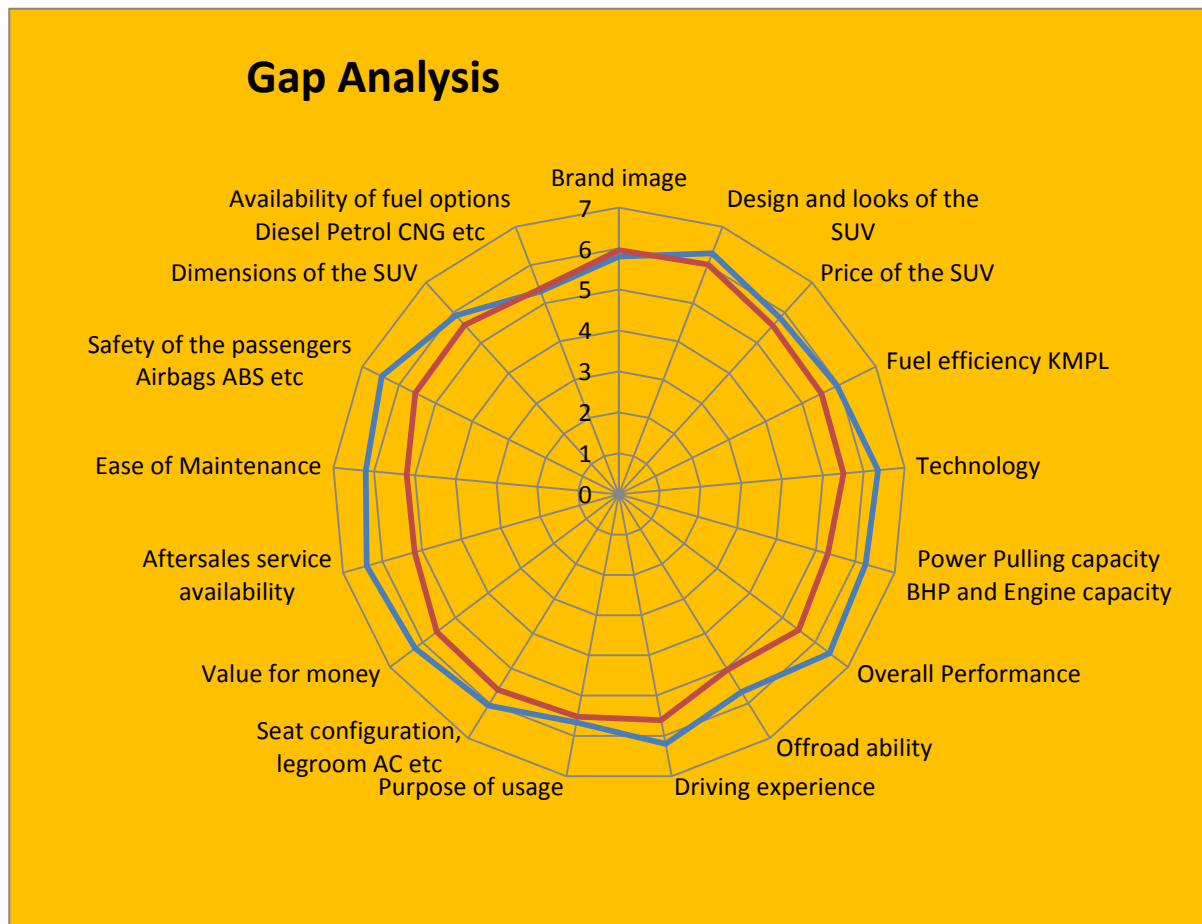 Gap Analysis
Brand image
Design and looks of the
SUV
Price of the SUV
Fuel efficiency KMPL
Technology
Power Pulling capacity
BHP and Engine capacity
Overall Performance
Offroad ability
Driving experience
Purpose of usage
Seat configuration,
legroom AC etc
Value for money
Aftersales service
availability
Ease of Maintenance
Safety of the passengers
Airbags ABS etc
Dimensions of the SUV
Availability of fuel options
Diesel Petrol CNG etc
7
6
5
4
3
2
1
0